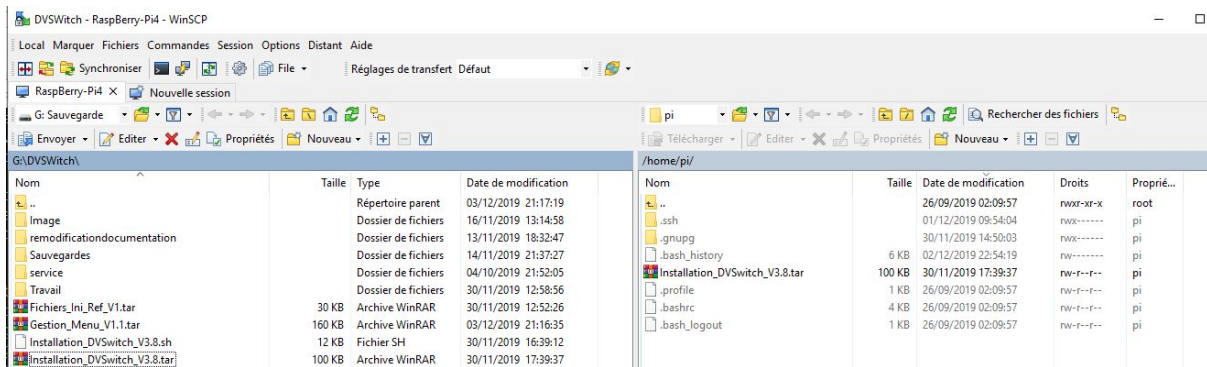 DVSWitch - RaspBerry-Pi4 - WinSCP
Local Marquer Fichiers Commandes Session Options Distant Aide
Synchroniser File Réglages de transfert Défaut
RaspBerry-Pi4 Nouvelle session
G: Sauvegarde
Envoyer Editer Propriétés Nouveau
G:\DVSWitch\
Nom Taille Type Date de modification
.. Répertoire parent 03/12/2019 21:17:19
Image Dossier de fichiers 16/11/2019 13:14:58
remodificationdocumentation Dossier de fichiers 13/11/2019 18:32:47
Sauvegardes Dossier de fichiers 14/11/2019 21:37:27
service Dossier de fichiers 04/10/2019 21:52:05
Travail Dossier de fichiers 30/11/2019 12:58:56
Fichiers_Ini_Ref_V1.tar 30 KB Archive WinRAR 30/11/2019 12:52:26
Gestion_Menu_V1.1.tar 160 KB Archive WinRAR 03/12/2019 21:16:35
Installation_DVSwitch_V3.8.sh 12 KB Fichier SH 30/11/2019 16:39:12
Installation_DVSwitch_V3.8.tar 100 KB Archive WinRAR 30/11/2019 17:39:37
pi Rechercher des fichiers
Télécharger Editer Propriétés Nouveau
/home/pi/
Nom Taille Date de modification Droits Proprié...
.. 26/09/2019 02:09:57 rwxr-xr-x root
.ssh 01/12/2019 09:54:04 rwx------ pi
.gnupg 30/11/2019 14:50:03 rwx------ pi
.bash_history 6 KB 02/12/2019 22:54:19 rw------- pi
Installation_DVSwitch_V3.8.tar 100 KB 30/11/2019 17:39:37 rw-r--r-- pi
.profile 1 KB 26/09/2019 02:09:57 rw-r--r-- pi
.bashrc 4 KB 26/09/2019 02:09:57 rw-r--r-- pi
.bash_logout 1 KB 26/09/2019 02:09:57 rw-r--r-- pi